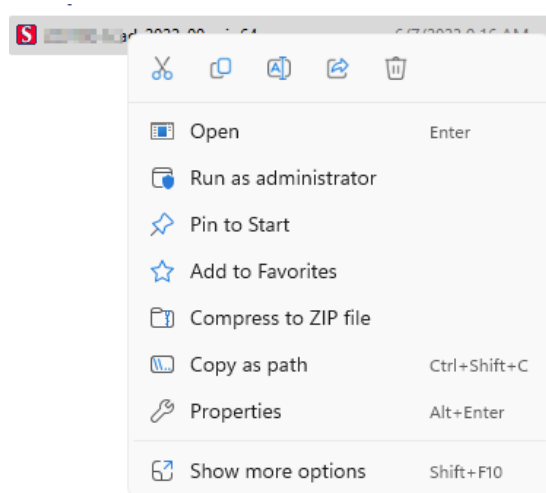 S
Open Enter
Run as administrator
Pin to Start
Add to Favorites
Compress to ZIP file
Copy as path Ctrl+Shift+C
Properties Alt+Enter
Show more options Shift+F10